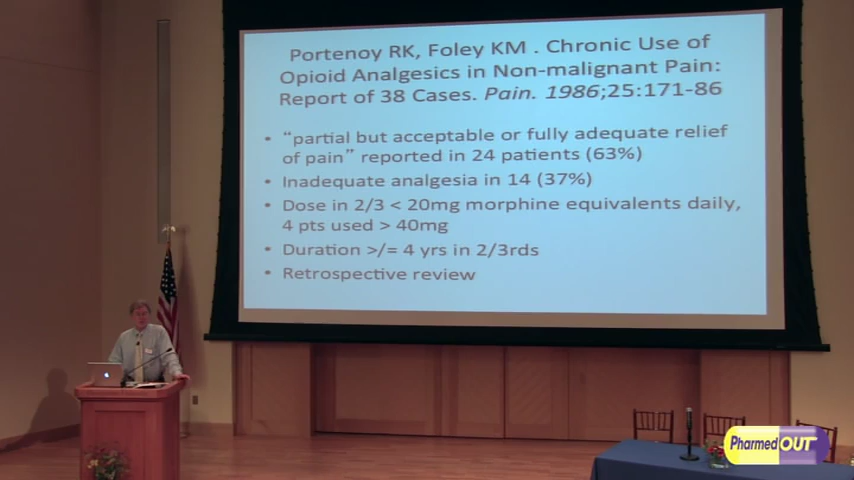 Portenoy RK, Foley KM . Chronic Use of
Opioid Analgesics in Non-malignant Pain:
Report of 38 Cases. Pain. 1986;25:171-86
• “partial but acceptable or fully adequate relief
of pain” reported in 24 patients (63%)
• Inadequate analgesia in 14 (37%)
• Dose in 2/3 < 20mg morphine equivalents daily,
4 pts used > 40mg
• Duration >/= 4 yrs in 2/3rds
• Retrospective review
PharmedOUT